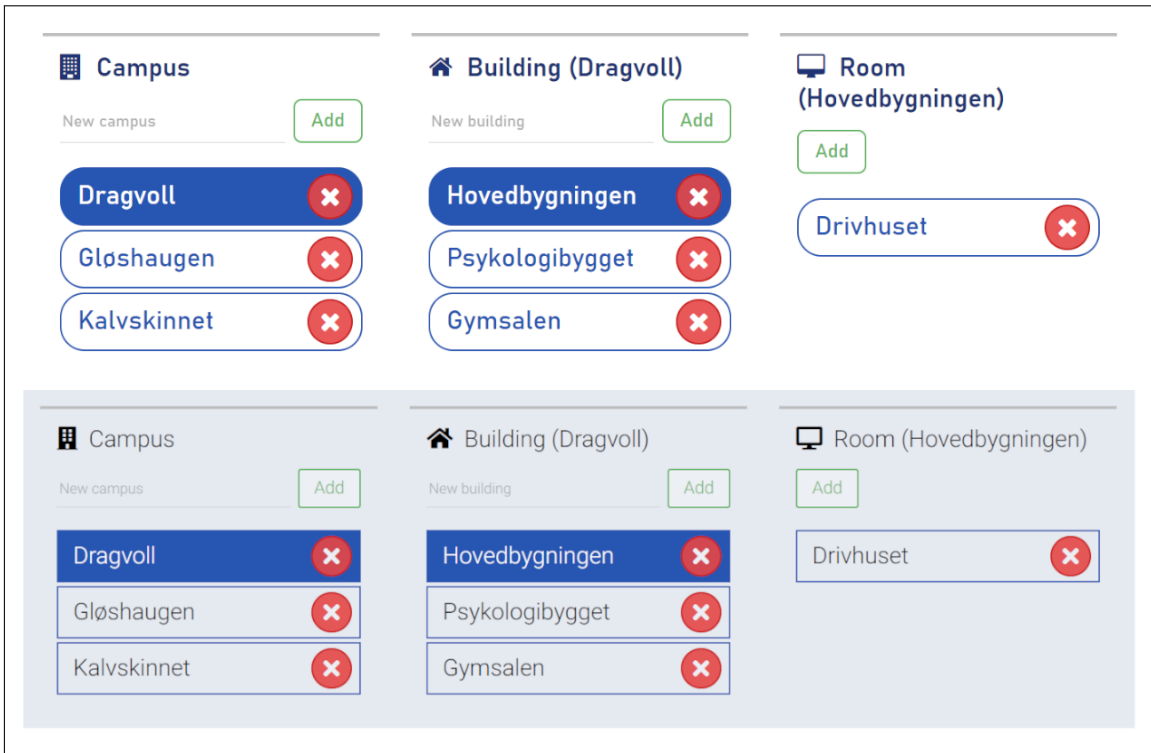 Campus
New campus
Add
Dragvoll
Gløshaugen
Kalvskinnet
Building (Dragvoll)
New building
Add
Hovedbygningen
Psykologibygget
Gymsalen
Room
(Hovedbygningen)
Add
Drivhuset
Campus
New campus
Add
Dragvoll
Gløshaugen
Kalvskinnet
Building (Dragvoll)
New building
Add
Hovedbygningen
Psykologibygget
Gymsalen
Room (Hovedbygningen)
Add
Drivhuset